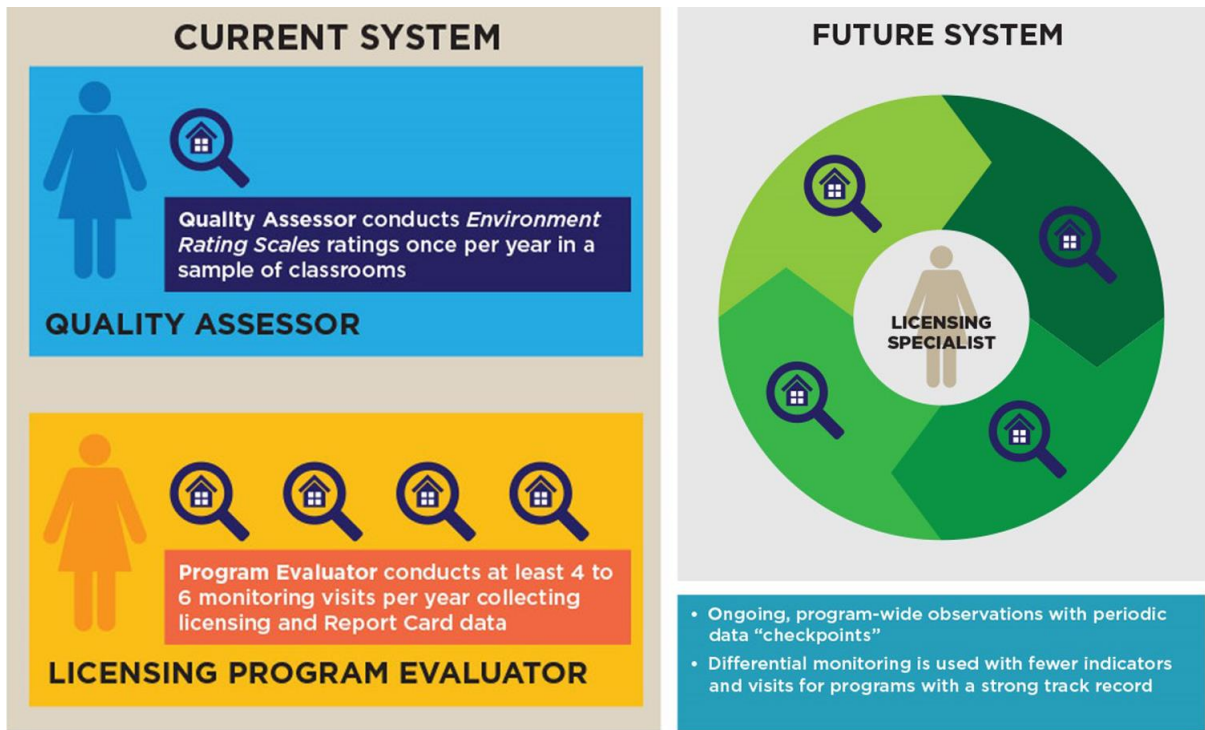 CURRENT SYSTEM
Quality Assessor conducts Environment
Rating Scales ratings once per year in a
sample of classrooms
QUALITY ASSESSOR
Program Evaluator conducts at least 4 to
6 monitoring visits per year collecting
licensing and Report Card data
LICENSING PROGRAM EVALUATOR
FUTURE SYSTEM
LICENSING
SPECIALIST
• Ongoing, program-wide observations with periodic
data “checkpoints”
• Differential monitoring is used with fewer indicators
and visits for programs with a strong track record